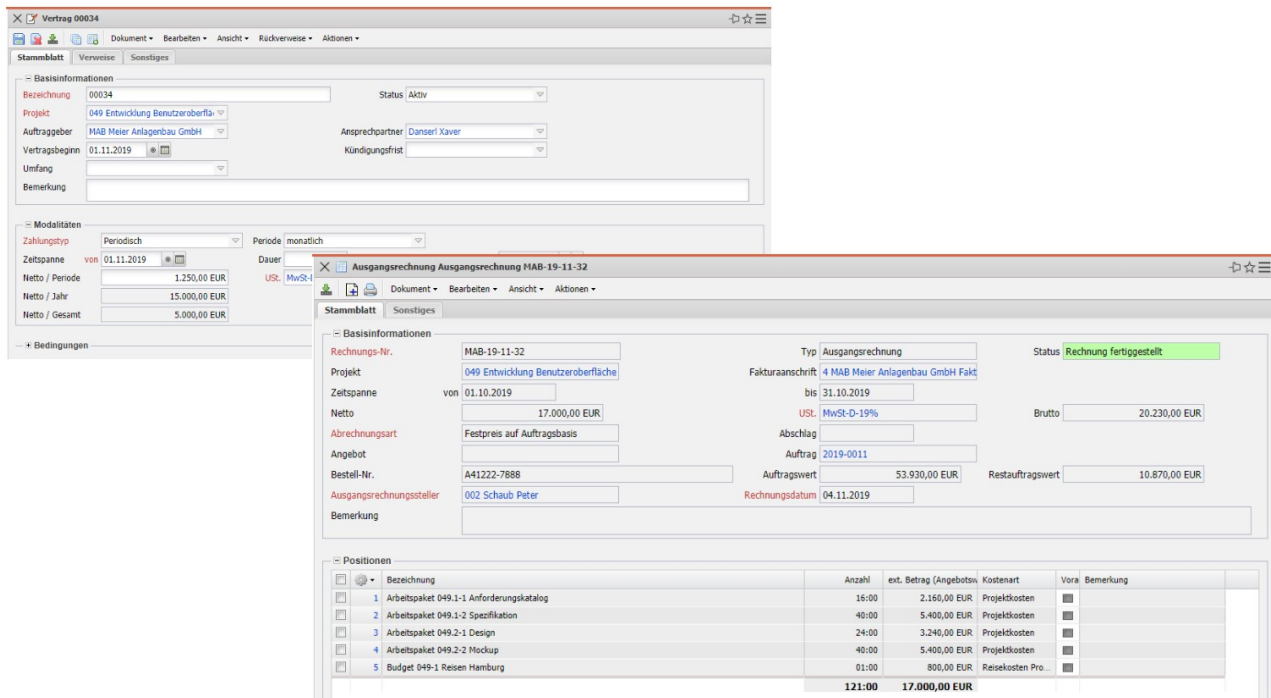 Vertrag 00034
Dokument Bearbeiten Ansicht Rückverweise Aktionen
Stammblatt Verweise Sonstiges
Basisinformationen
Bezeichnung 00034 Status Aktiv
Projekt 049 Entwicklung Benutzeroberflä
Auftraggeber MAB Meier Anlagenbau GmbH Ansprechpartner Danserl Xaver
Vertragsbeginn 01.11.2019 Kündigungsfrist
Umfang
Bemerkung
Modalitäten
Zahlungstyp Periodisch Periode monatlich
Zeitspanne von 01.11.2019 Dauer
Netto / Periode 1.250,00 EUR USt. MwSt-
Netto / Jahr 15.000,00 EUR
Netto / Gesamt 5.000,00 EUR
Bedingungen
Ausgangsrechnung Ausgangsrechnung MAB-19-11-32
Dokument Bearbeiten Ansicht Aktionen
Stammblatt Sonstiges
Basisinformationen
Rechnungs-Nr. MAB-19-11-32 Typ Ausgangsrechnung Status Rechnung fertiggestellt
Projekt 049 Entwicklung Benutzeroberfläche Fakturaanschrift 4 MAB Meier Anlagenbau GmbH Fakt
Zeitspanne von 01.10.2019 bis 31.10.2019
Netto 17.000,00 EUR USt. MwSt-D-19% Brutto 20.230,00 EUR
Abrechnungsart Festpreis auf Auftragsbasis Abschlag
Angebot Auftrag 2019-0011
Bestell-Nr. A41222-7888 Auftragswert 53.930,00 EUR Restauftragswert 10.870,00 EUR
Ausgangsrechnungssteller 002 Schaub Peter Rechnungsdatum 04.11.2019
Bemerkung
Positionen
Bezeichnung Anzahl ext. Betrag (Angebotsw Kostenart Vora Bemerkung
1 Arbeitspaket 049.1-1 Anforderungskatalog 16:00 2.160,00 EUR Projektkosten
2 Arbeitspaket 049.1-2 Spezifikation 40:00 5.400,00 EUR Projektkosten
3 Arbeitspaket 049.2-1 Design 24:00 3.240,00 EUR Projektkosten
4 Arbeitspaket 049.2-2 Mockup 40:00 5.400,00 EUR Projektkosten
5 Budget 049-1 Reisen Hamburg 01:00 800,00 EUR Reisekosten Pro...
121:00 17.000,00 EUR